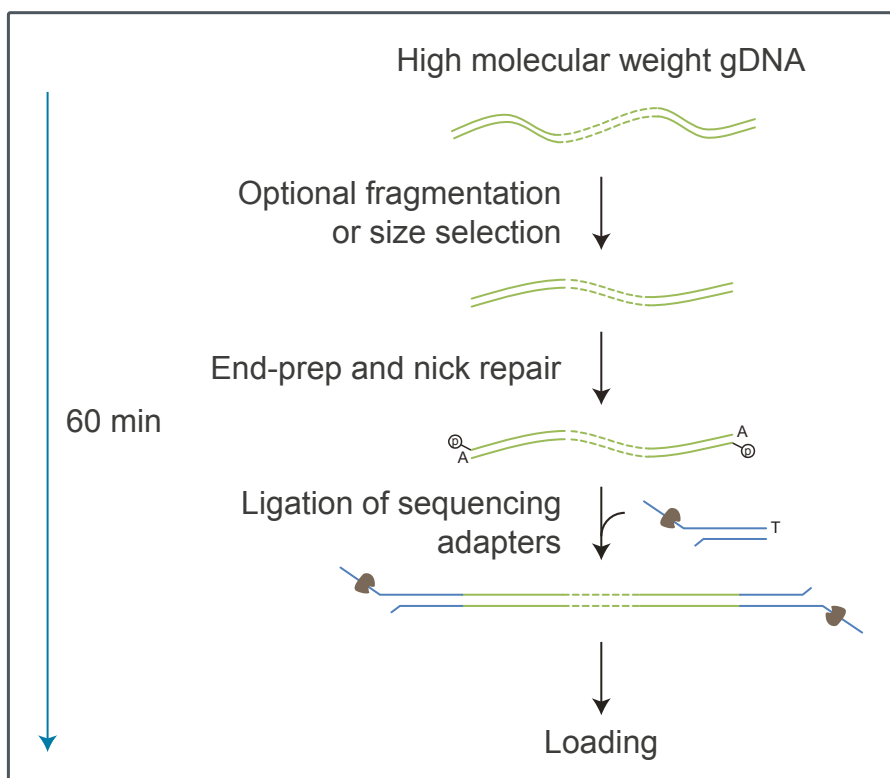 High molecular weight gDNA
Optional fragmentation
or size selection
End-prep and nick repair
60 min
p
A
A
p
Ligation of sequencing
adapters
T
Loading